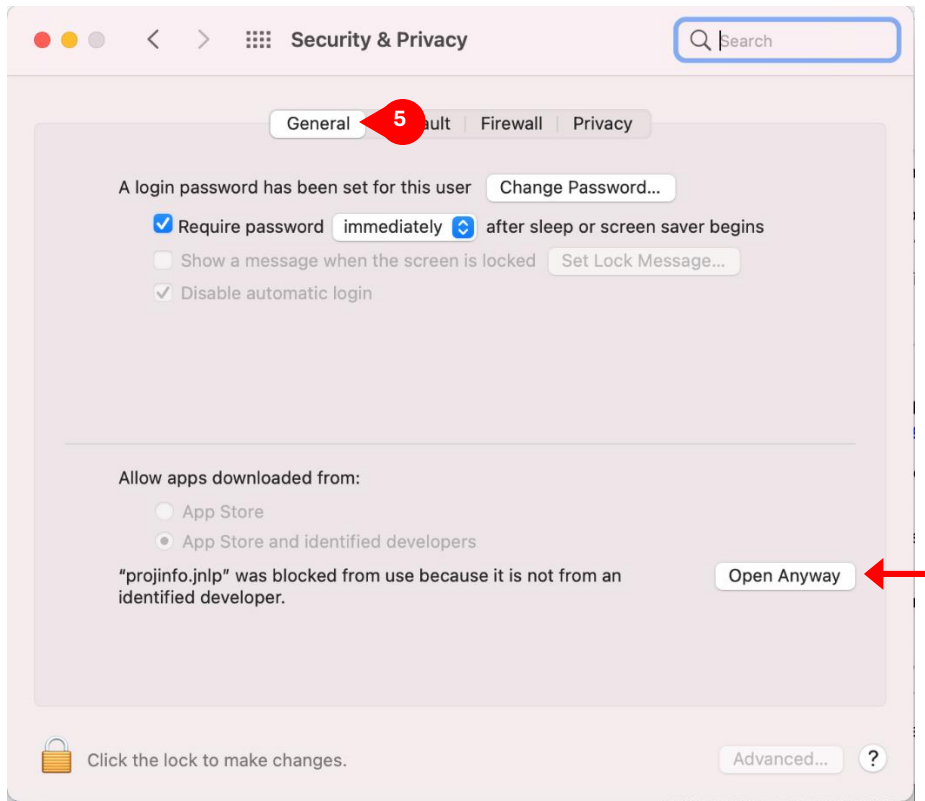 Security & Privacy
Search
General 5 ault Firewall Privacy
A login password has been set for this user Change Password...
Require password immediately after sleep or screen saver begins
Show a message when the screen is locked Set Lock Message...
Disable automatic login
Allow apps downloaded from:
App Store
App Store and identified developers
“projinfo.jnlp” was blocked from use because it is not from an
identified developer.
Open Anyway
Click the lock to make changes.
Advanced... ?